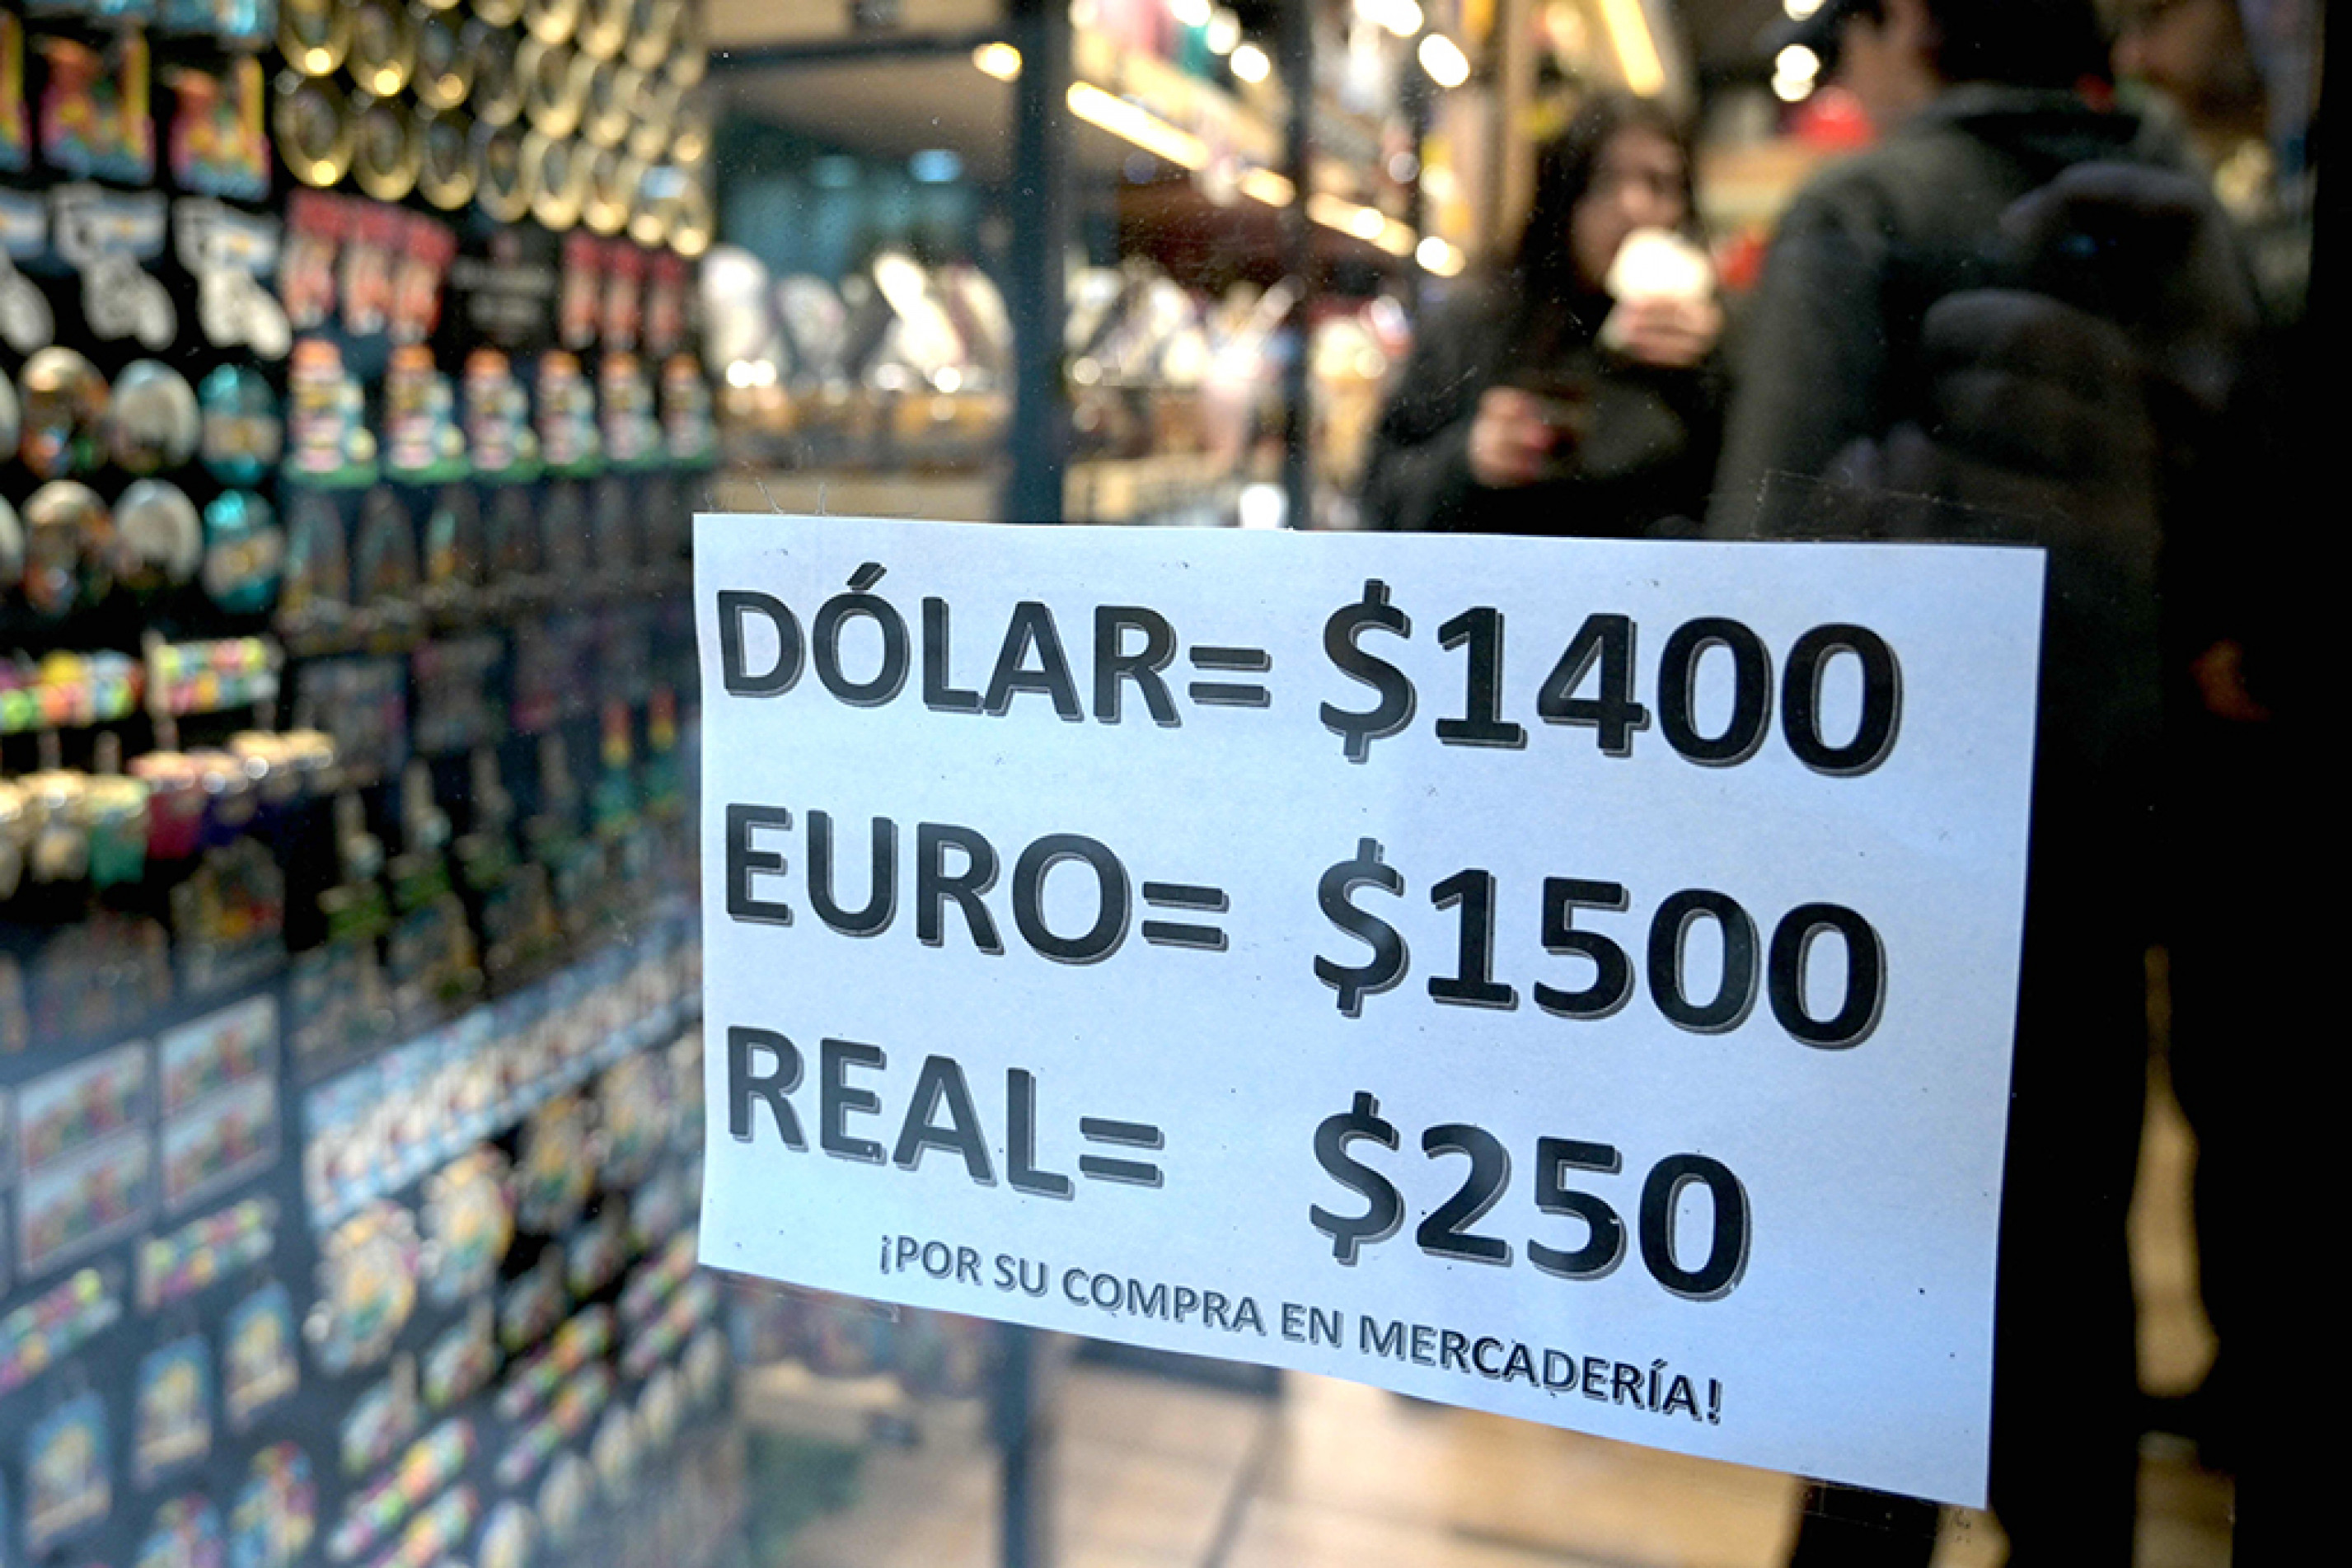 DÓLAR= $1400
EURO= $1500
REAL= $250
¡POR SU COMPRA EN MERCADERÍA!